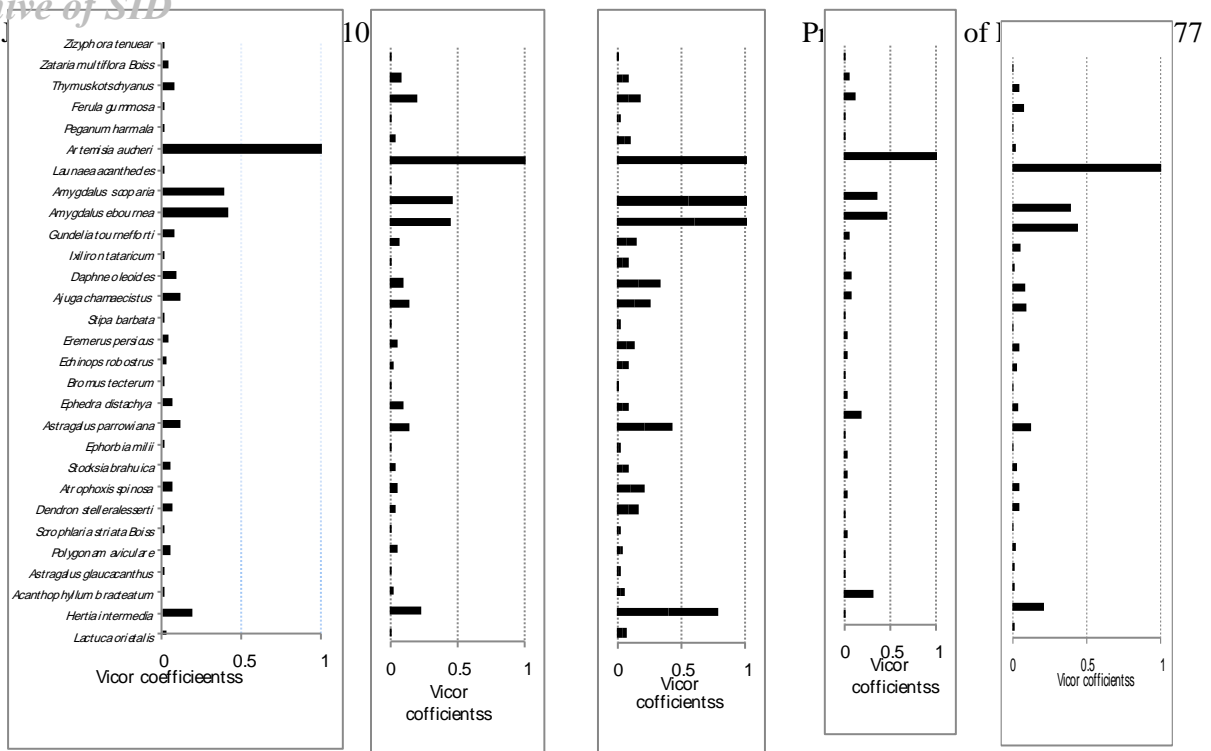 ive of SID
J 10 Pr of 77
Zizyphora tenuear
Zataria multiflora Boiss
Thymuskotschyanus
Ferula gummosa
Peganum harmala
Artemisia aucheri
Launaea acanthedes
Amygdalus scoparia
Amygdalus ebournea
Gundelia tournefforti
Ixilirontataricum
Daphne oleoides
Ajuga chamaecistus
Stipa barbata
Eremerus persicus
Echinops robostrus
Bromus tecterum
Ephedra distachya
Astragalus parrowiana
Ephorbia milii
Stocksia brahuica
Atrophoxis spinosa
Dendron stelleralesserti
Scrophlaria striata Boiss
Polygonam aviculare
Astragalus glaucacanthus
Acanthophyllum bracteatum
Hertia intermedia
Lactuca orietalis
0 0.5 1
Vicor coefficieentss
0 0.5 1
Vicor
cofficientss
0 0.5 1
Vicor
cofficientss
0 0.5 1
Vicor
cofficientss
0 0.5 1
Vicor cofficientss